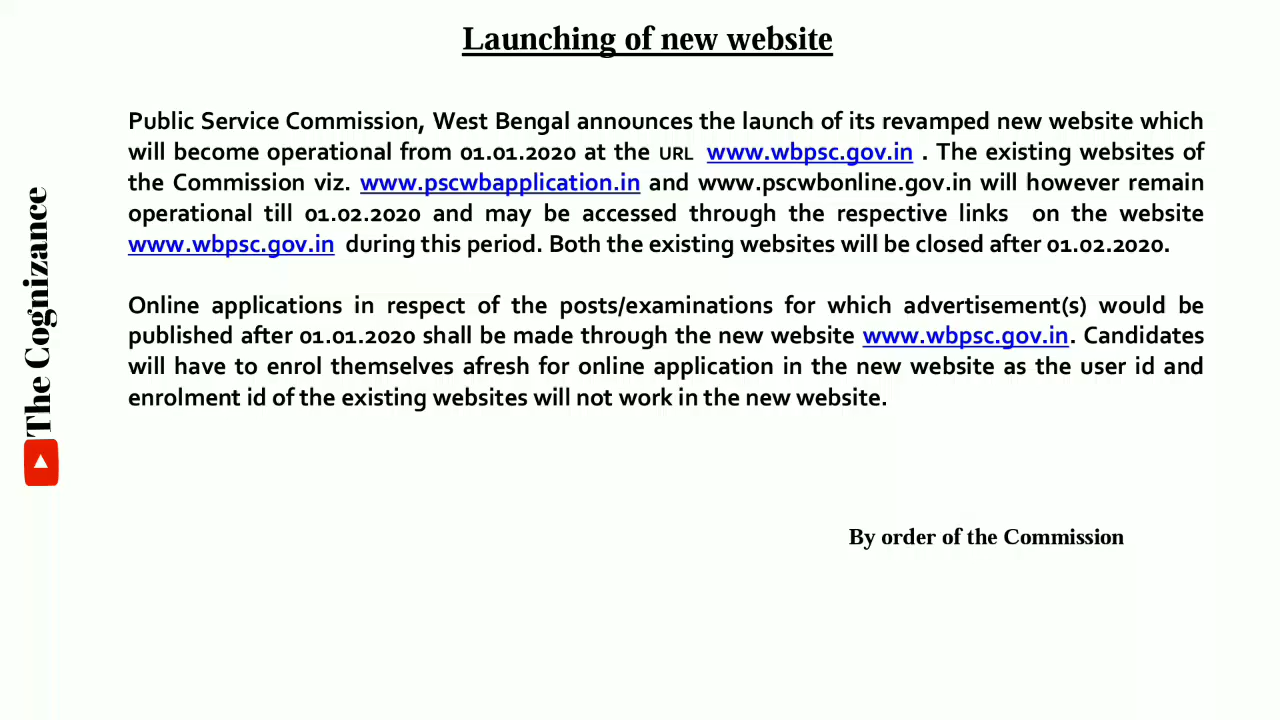 Launching of new website
Public Service Commission, West Bengal announces the launch of its revamped new website which
will become operational from 01.01.2020 at the URL www.wbpsc.gov.in . The existing websites of
the Commission viz. www.pscwbapplication.in and www.pscwbonline.gov.in will however remain
operational till 01.02.2020 and may be accessed through the respective links on the website
www.wbpsc.gov.in during this period. Both the existing websites will be closed after 01.02.2020.
Online applications in respect of the posts/examinations for which advertisement(s) would be
published after 01.01.2020 shall be made through the new website www.wbpsc.gov.in. Candidates
will have to enrol themselves afresh for online application in the new website as the user id and
enrolment id of the existing websites will not work in the new website.
By order of the Commission
The Cognizance